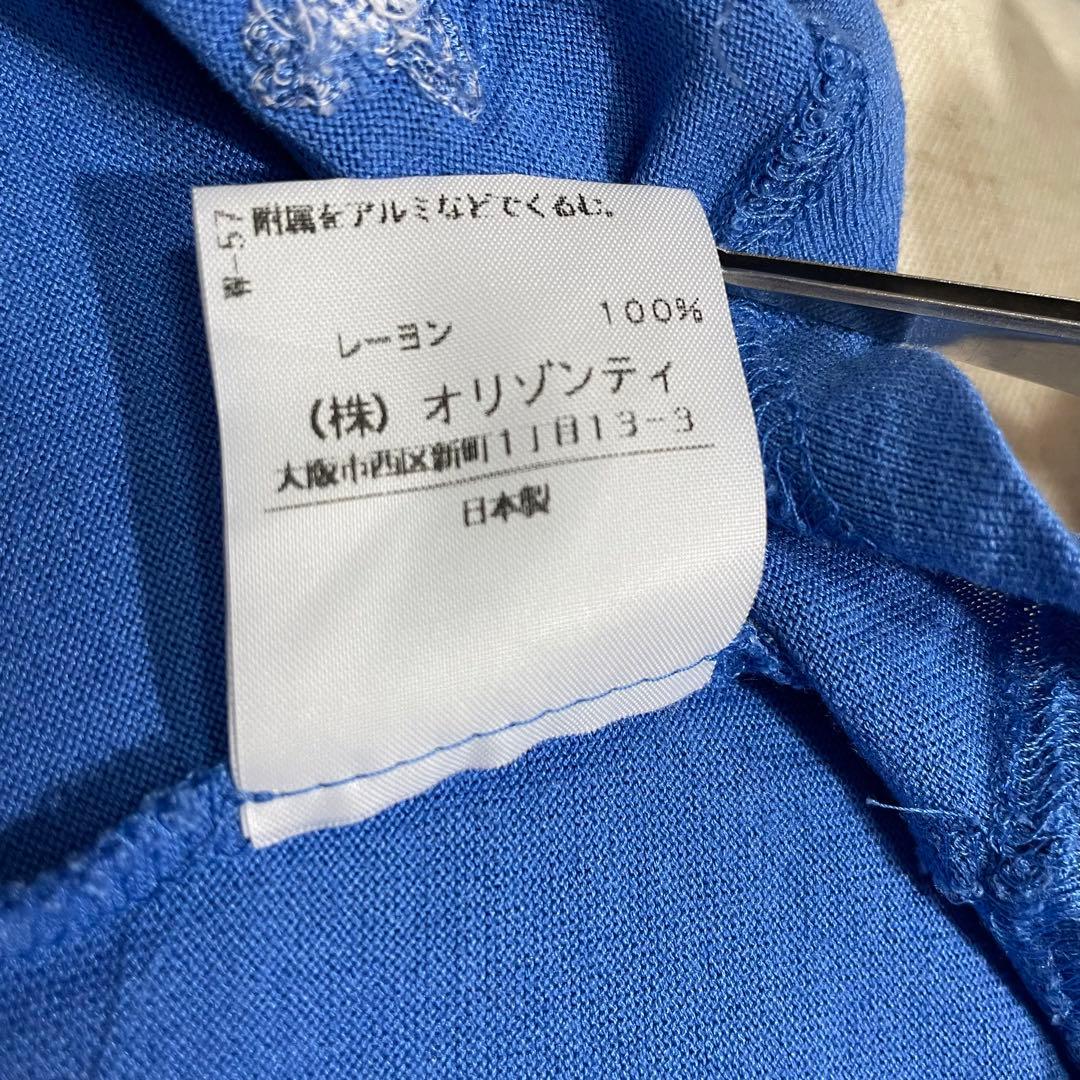 附属をアルミなどでくるむ。
レーヨン 100%
(株) オリゾンティ
大阪市西区新町1丁目13-3
日本製